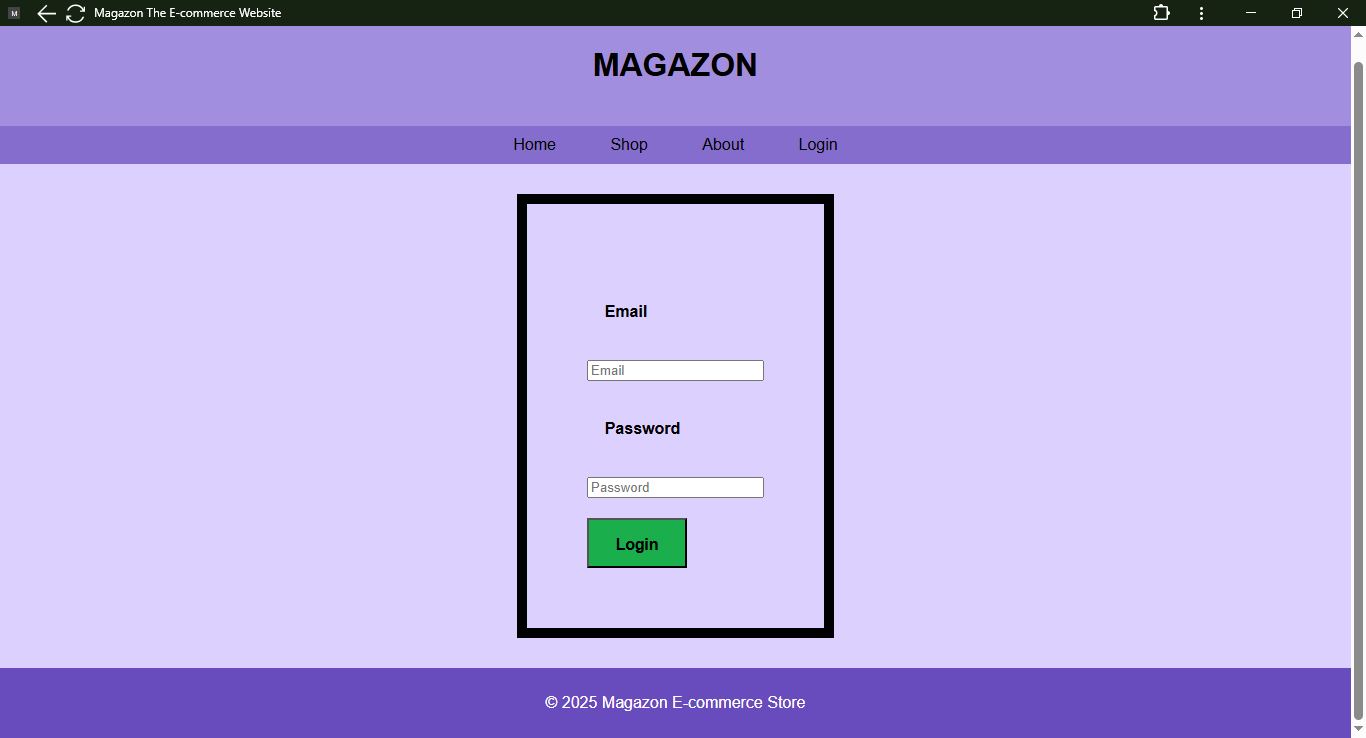 M Magazon The E-commerce Website
MAGAZON
Home Shop About Login
Email
Email
Password
Password
Login
© 2025 Magazon E-commerce Store